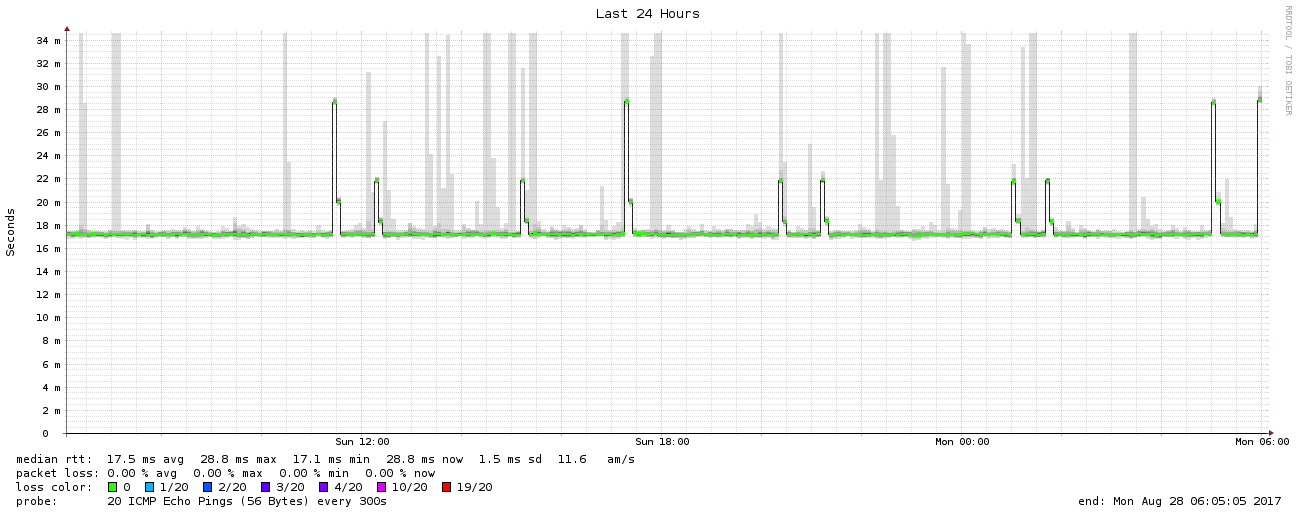 Last 24 Hours
RRDTOOL / TOBI OETIKER
Seconds
34 m
32 m
30 m
28 m
26 m
24 m
22 m
20 m
18 m
16 m
14 m
12 m
10 m
8 m
6 m
4 m
2 m
0
Sun 12:00 Sun 18:00 Mon 00:00 Mon 06:00
median rtt: 17.5 ms avg 28.8 ms max 17.1 ms min 28.8 ms now 1.5 ms sd 11.6 am/s
packet loss: 0.00 % avg 0.00 % max 0.00 % min 0.00 % now
loss color: 0 1/20 2/20 3/20 4/20 10/20 19/20
probe: 20 ICMP Echo Pings (56 Bytes) every 300s end: Mon Aug 28 06:05:05 2017